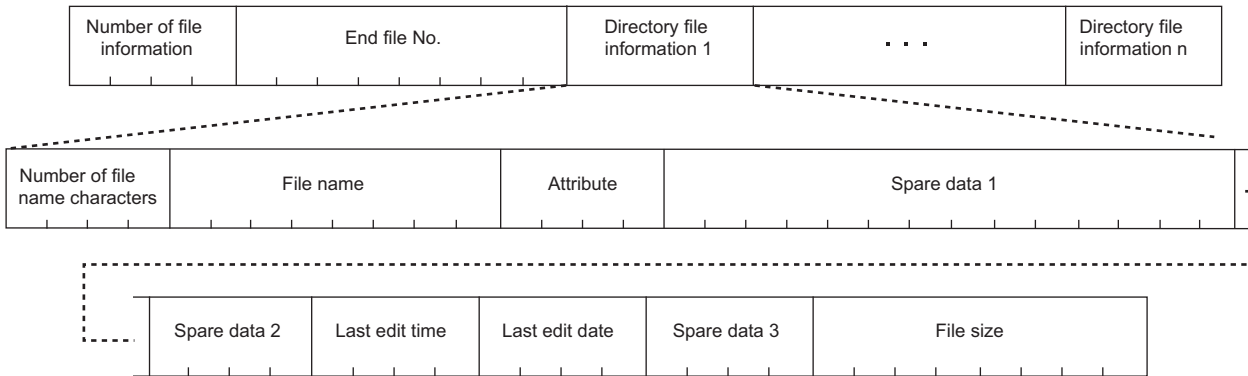 Number of file
information
End file No.
Directory file
information 1
. . .
Directory file
information n
Number of file
name characters
File name
Attribute
Spare data 1
Spare data 2
Last edit time
Last edit date
Spare data 3
File size